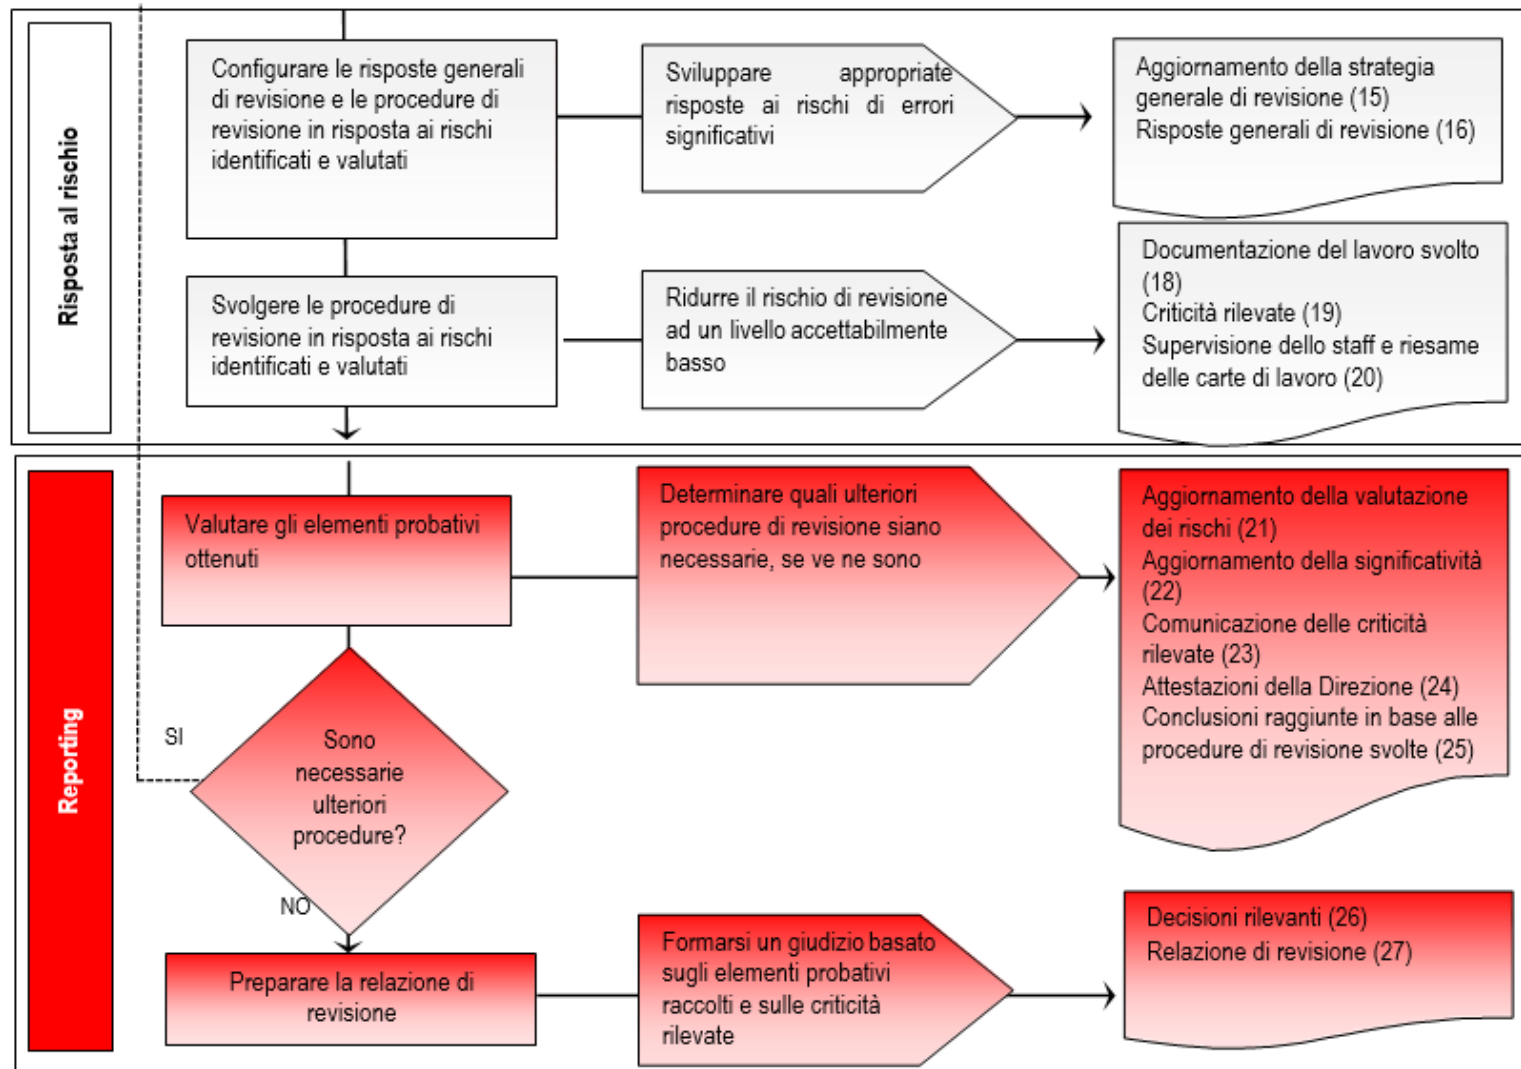 Risposta al rischio
Configurare le risposte generali
di revisione e le procedure di
revisione in risposta ai rischi
identificati e valutati
Sviluppare appropriate
risposte ai rischi di errori
significativi
Aggiornamento della strategia
generale di revisione (15)
Risposte generali di revisione (16)
Svolgere le procedure di
revisione in risposta ai rischi
identificati e valutati
Ridurre il rischio di revisione
ad un livello accettabilmente
basso
Documentazione del lavoro svolto
(18)
Criticità rilevate (19)
Supervisione dello staff e riesame
delle carte di lavoro (20)
Reporting
Valutare gli elementi probativi
ottenuti
Determinare quali ulteriori
procedure di revisione siano
necessarie, se ve ne sono
Aggiornamento della valutazione
dei rischi (21)
Aggiornamento della significatività
(22)
Comunicazione delle criticità
rilevate (23)
Attestazioni della Direzione (24)
Conclusioni raggiunte in base alle
procedure di revisione svolte (25)
SI
Sono
necessarie
ulteriori
procedure?
NO
Preparare la relazione di
revisione
Formarsi un giudizio basato
sugli elementi probativi
raccolti e sulle criticità
rilevate
Decisioni rilevanti (26)
Relazione di revisione (27)